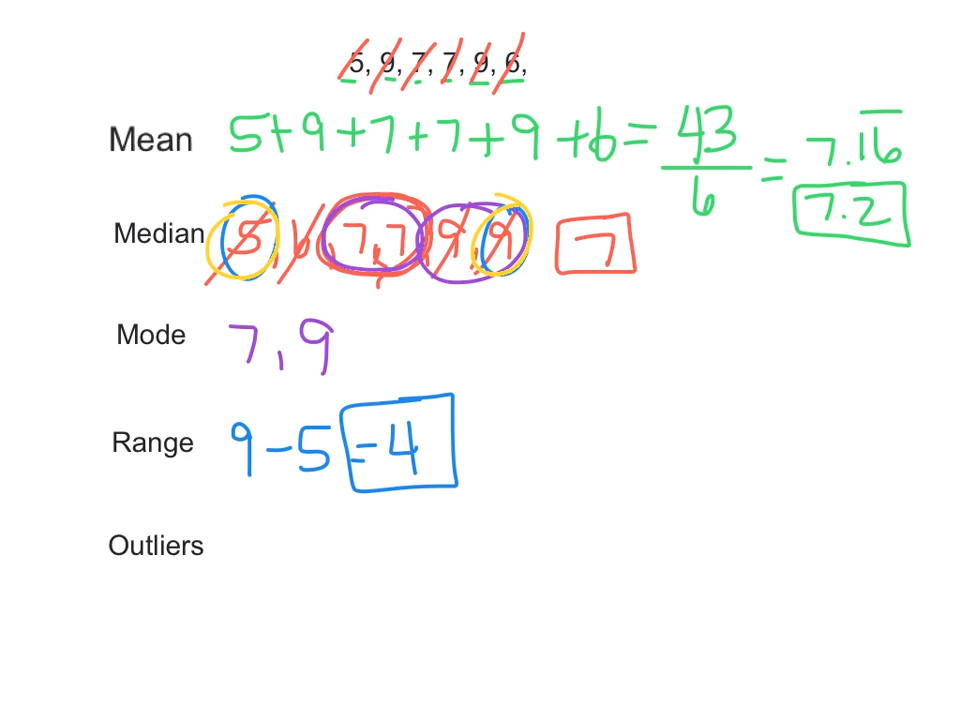 5, 9, 7, 7, 9, 6,
Mean 5+9+7+7+9+6= 43/6 = 7.16
7.2
Median 5, 6, 7, 7, 9, 9 7
Mode 7, 9
Range 9-5 =4
Outliers